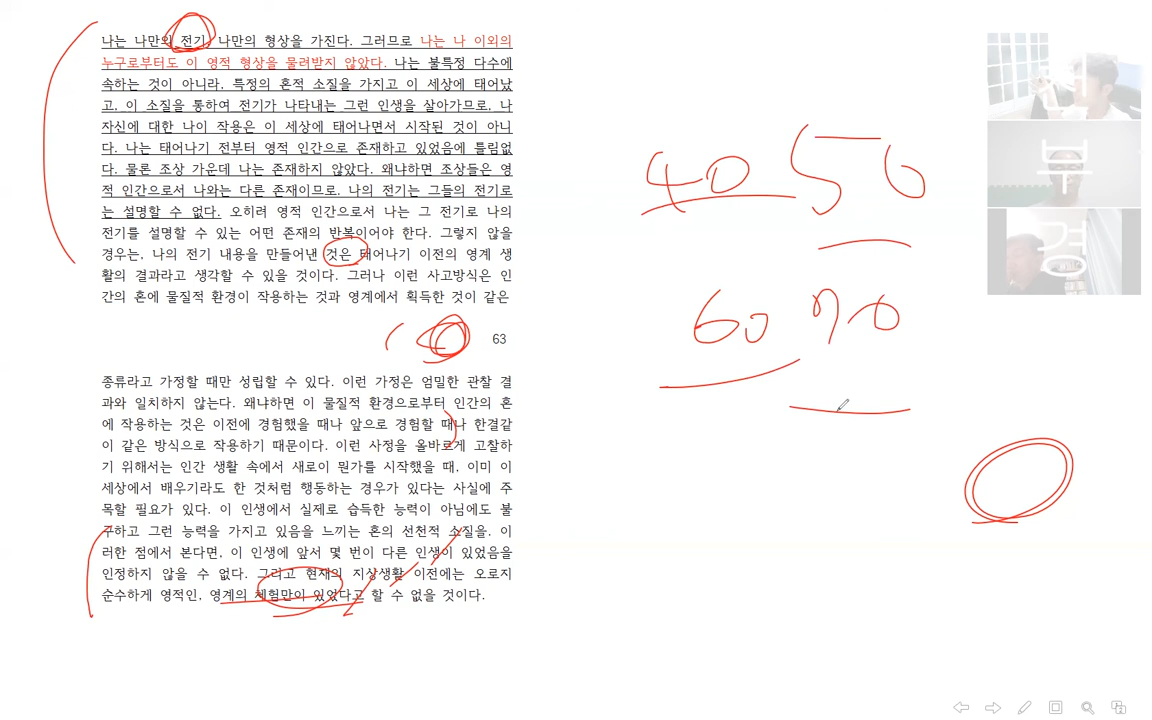 나는 나만의 전기, 나만의 형상을 가진다. 그러므로 나는 나 이외의
누구로부터도 이 영적 형상을 물려받지 않았다. 나는 불특정 다수에
속하는 것이 아니라, 특정의 혼적 소질을 가지고 이 세상에 태어났
고, 이 소질을 통하여 전기가 나타내는 그런 인생을 살아가므로, 나
자신에 대한 나이 작용은 이 세상에 태어나면서 시작된 것이 아니
다. 나는 태어나기 전부터 영적 인간으로 존재하고 있었음에 틀림없
다. 물론 조상 가운데 나는 존재하지 않았다. 왜냐하면 조상들은 영
적 인간으로서 나와는 다른 존재이므로, 나의 전기는 그들의 전기로
는 설명할 수 없다. 오히려 영적 인간으로서 나는 그 전기로 나의
전기를 설명할 수 있는 어떤 존재의 반복이어야 한다. 그렇지 않을
경우는, 나의 전기 내용을 만들어낸 것은 태어나기 이전의 영계 생
활의 결과라고 생각할 수 있을 것이다. 그러나 이런 사고방식은 인
간의 혼에 물질적 환경이 작용하는 것과 영계에서 획득한 것이 같은
63
종류라고 가정할 때만 성립할 수 있다. 이런 가정은 엄밀한 관찰 결
과와 일치하지 않는다. 왜냐하면 이 물질적 환경으로부터 인간의 혼
에 작용하는 것은 이전에 경험했을 때나 앞으로 경험할 때나 한결같
이 같은 방식으로 작용하기 때문이다. 이런 사정을 올바르게 고찰하
기 위해서는 인간 생활 속에서 새로이 뭔가를 시작했을 때, 이미 이
세상에서 배우기라도 한 것처럼 행동하는 경우가 있다는 사실에 주
목할 필요가 있다. 이 인생에서 실제로 습득한 능력이 아님에도 불
구하고 그런 능력을 가지고 있음을 느끼는 혼의 선천적 소질을. 이
러한 점에서 본다면, 이 인생에 앞서 몇 번이 다른 인생이 있었음을
인정하지 않을 수 없다. 그리고 현재의 지상생활 이전에는 오로지
순수하게 영적인, 영계의 체험만이 있었다고 할 수 없을 것이다.
40 50
60 70
부
경